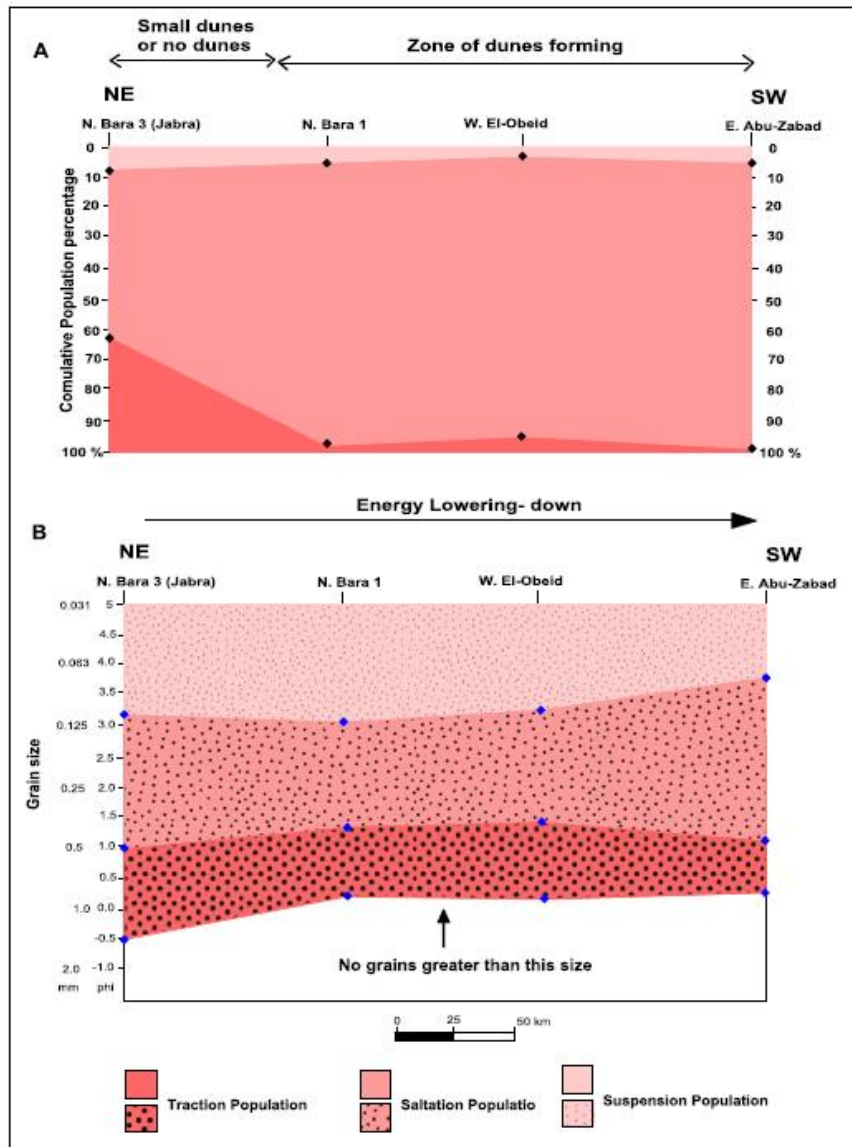 Small dunes
or no dunes
Zone of dunes forming
A
NE
SW
N. Bara 3 (Jabra)
N. Bara 1
W. El-Obeid
E. Abu-Zabad
Comulative Population percentage
0
10
20
30
40
50
60
70
80
90
100 %
0
10
20
30
40
50
60
70
80
90
100 %
Energy Lowering- down
B
NE
SW
N. Bara 3 (Jabra)
N. Bara 1
W. El-Obeid
E. Abu-Zabad
Grain size
0.031
0.063
0.125
0.25
0.5
1.0
2.0
mm
5
4.5
4.0
3.5
3.0
2.5
2.0
1.5
1.0
0.5
0.0
-0.5
-1.0
phi
No grains greater than this size
0 25 50 km
Traction Population
Saltation Populatio
Suspension Population